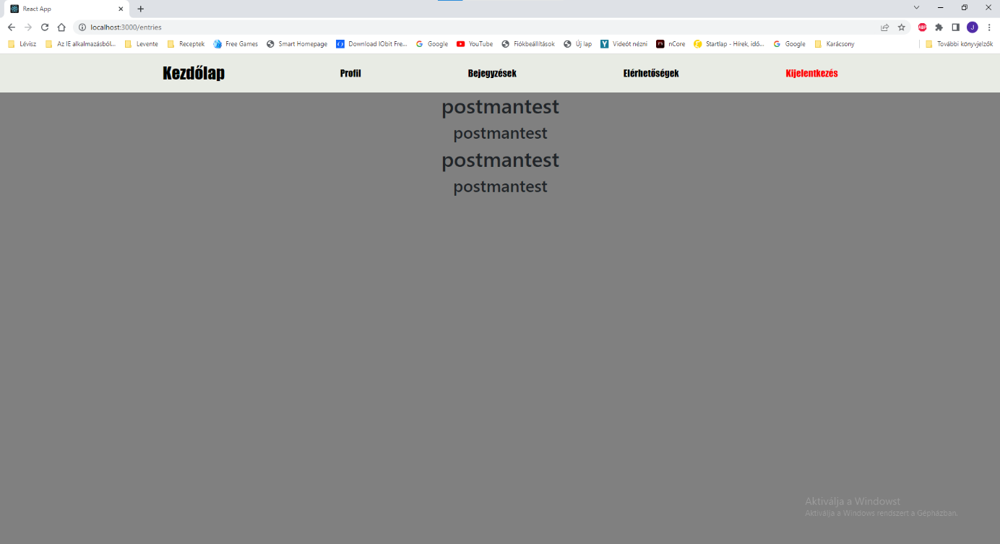 React App
localhost:3000/entries
ABP
J
Lévisz Az IE alkalmazásból... Levente Receptek Free Games Smart Homepage Download IObit Fre... Google YouTube Fiókbeállítások Új lap Videót nézni nCore Startlap - Hírek, idő... Google Karácsony További könyvjelzők
Kezdőlap Profil Bejegyzések Elérhetőségek Kijelentkezés
postmantest
postmantest
postmantest
postmantest
Aktiválja a Windowst
Aktiválja a Windows rendszert a Gépházban.